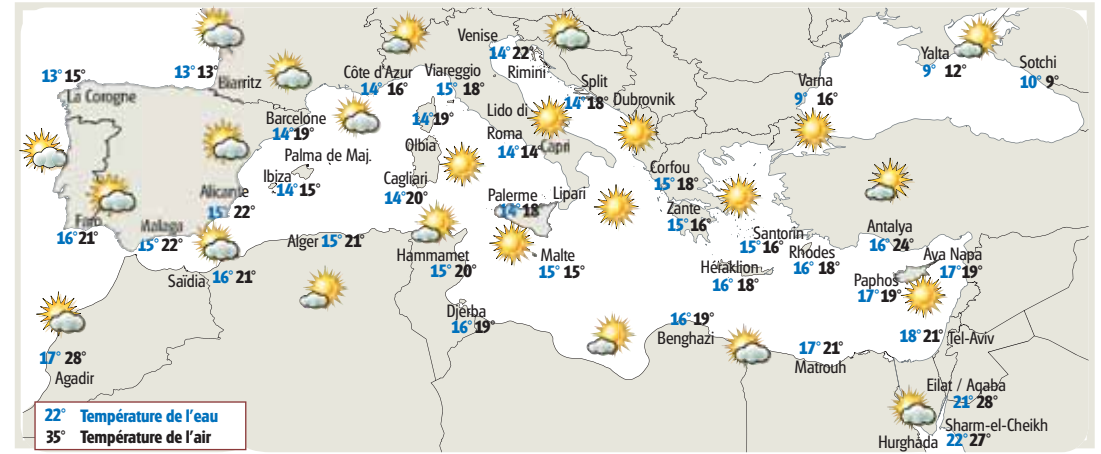 Venise
14° 22°
Rimini
Yalta
9° 12°
Sotchi
10° 9°
13° 15°
La Corogne
13° 13°
Biarritz
Côte d'Azur
14° 16°
Viareggio
15° 18°
Split
14° 18°
Dubrovnik
Varna
9° 16°
Barcelone
14° 19°
14° 19°
Olbia
Lido di
Roma
14° 14°
Capri
Palma de Maj.
Ibiza
14° 15°
Cagliari
14° 20°
Corfou
15° 18°
Alicante
15° 22°
Palerme
14° 18°
Lipari
Zante
15° 16°
Faro
16° 21°
Malaga
15° 22°
Alger 15° 21°
Hammamet
15° 20°
Malte
15° 15°
Santorin
15° 16°
Rhodes
16° 18°
Antalya
16° 24°
Ava Napa
17° 19°
Saïdia
16° 21°
Héraklion
16° 18°
Paphos
17° 19°
Djerba
16° 19°
16° 19°
Benghazi
18° 21°
Tel-Aviv
17° 28°
Agadir
17° 21°
Matrouh
Eilat / Aqaba
21° 28°
Sharm-el-Cheikh
Hurghada
22° 27°
22° Température de l'eau
35° Température de l'air